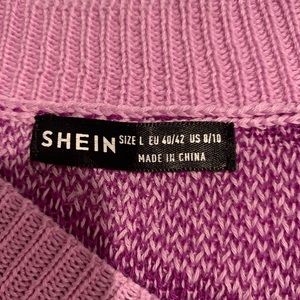 SHEIN SIZE L EU 40/42 US 8/10
MADE IN CHINA